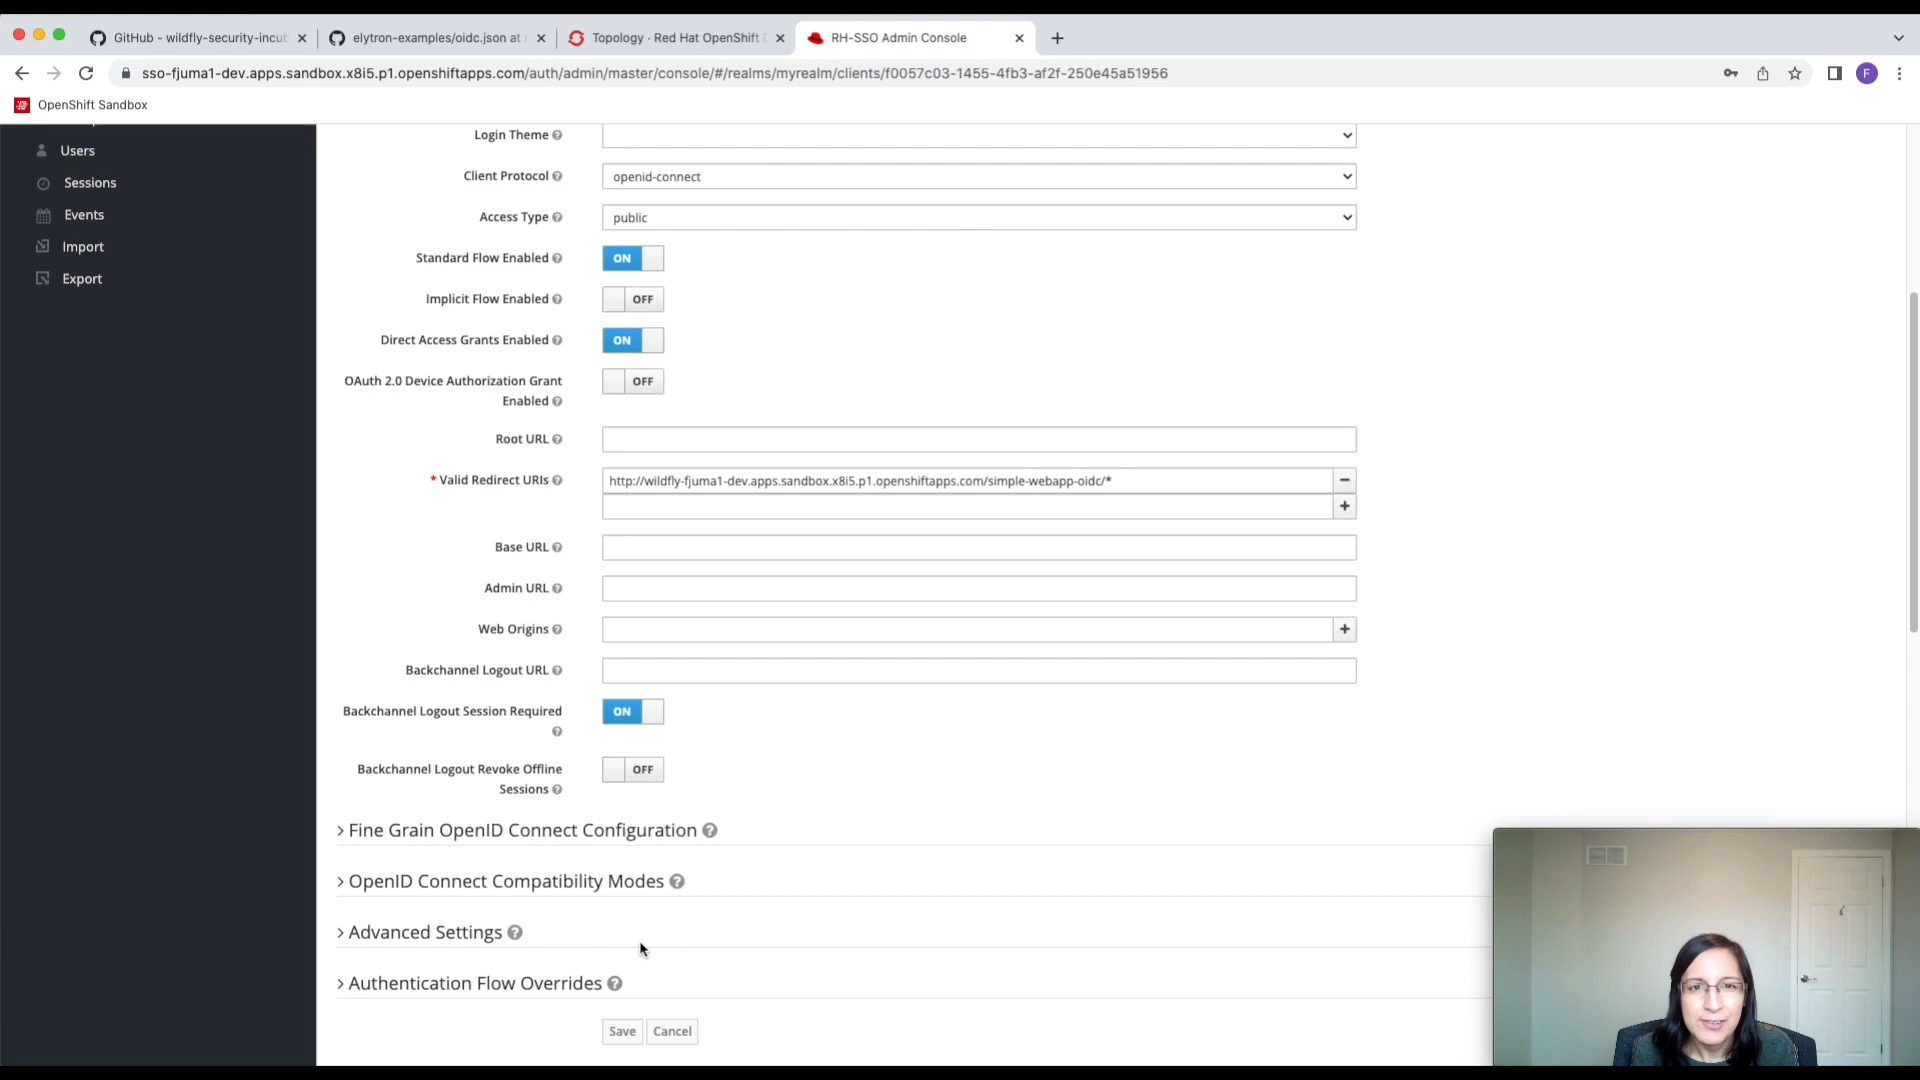 GitHub - wildfly-security-incub
elytron-examples/oidc.json at
Topology · Red Hat OpenShift
RH-SSO Admin Console
sso-fjuma1-dev.apps.sandbox.x8i5.p1.openshiftapps.com/auth/admin/master/console/#/realms/myrealm/clients/f0057c03-1455-4fb3-af2f-250e45a51956
F
OpenShift Sandbox
Users
Sessions
Events
Import
Export
Login Theme
Client Protocol
openid-connect
Access Type
public
Standard Flow Enabled
ON
Implicit Flow Enabled
OFF
Direct Access Grants Enabled
ON
OAuth 2.0 Device Authorization Grant
Enabled
OFF
Root URL
* Valid Redirect URIs
http://wildfly-fjuma1-dev.apps.sandbox.x8i5.p1.openshiftapps.com/simple-webapp-oidc/*
Base URL
Admin URL
Web Origins
Backchannel Logout URL
Backchannel Logout Session Required
ON
Backchannel Logout Revoke Offline
Sessions
OFF
Fine Grain OpenID Connect Configuration
OpenID Connect Compatibility Modes
Advanced Settings
Authentication Flow Overrides
Save
Cancel